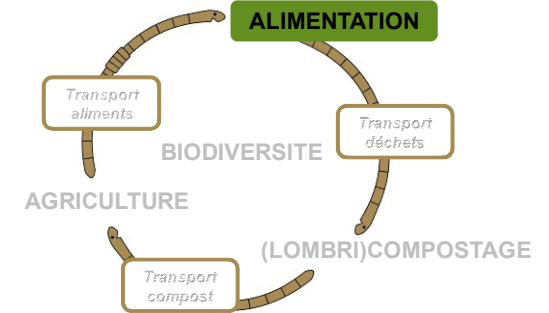 ALIMENTATION
Transport
aliments
Transport
déchets
BIODIVERSITE
AGRICULTURE
(LOMBRI)COMPOSTAGE
Transport
compost